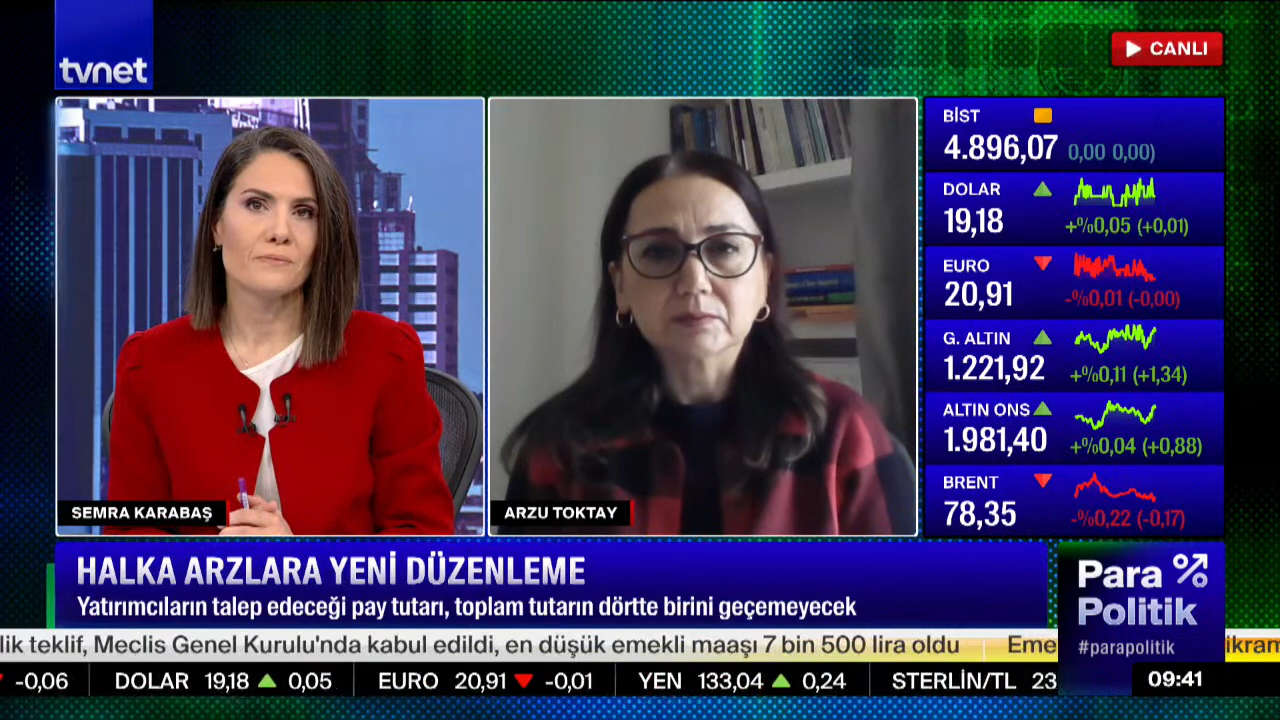 tvnet
CANLI
BİST
4.896,07 0,00 0,00)
DOLAR
19,18 +%0,05 (+0,01)
EURO
20,91 -%0,01 (-0,00)
G. ALTIN
1.221,92 +%0,11 (+1,34)
ALTIN ONS
1.981,40 +%0,04 (+0,88)
BRENT
78,35 -%0,22 (-0,17)
SEMRA KARABAŞ
ARZU TOKTAY
HALKA ARZLARA YENİ DÜZENLEME
Yatırımcıların talep edeceği pay tutarı, toplam tutarın dörtte birini geçemeyecek
Para
Politik
#parapolitik
lik teklif, Meclis Genel Kurulu'nda kabul edildi, en düşük emekli maaşı 7 bin 500 lira oldu Eme ikram
-0,06 DOLAR 19,18 0,05 EURO 20,91 -0,01 YEN 133,04 0,24 STERLİN/TL 23
09:41